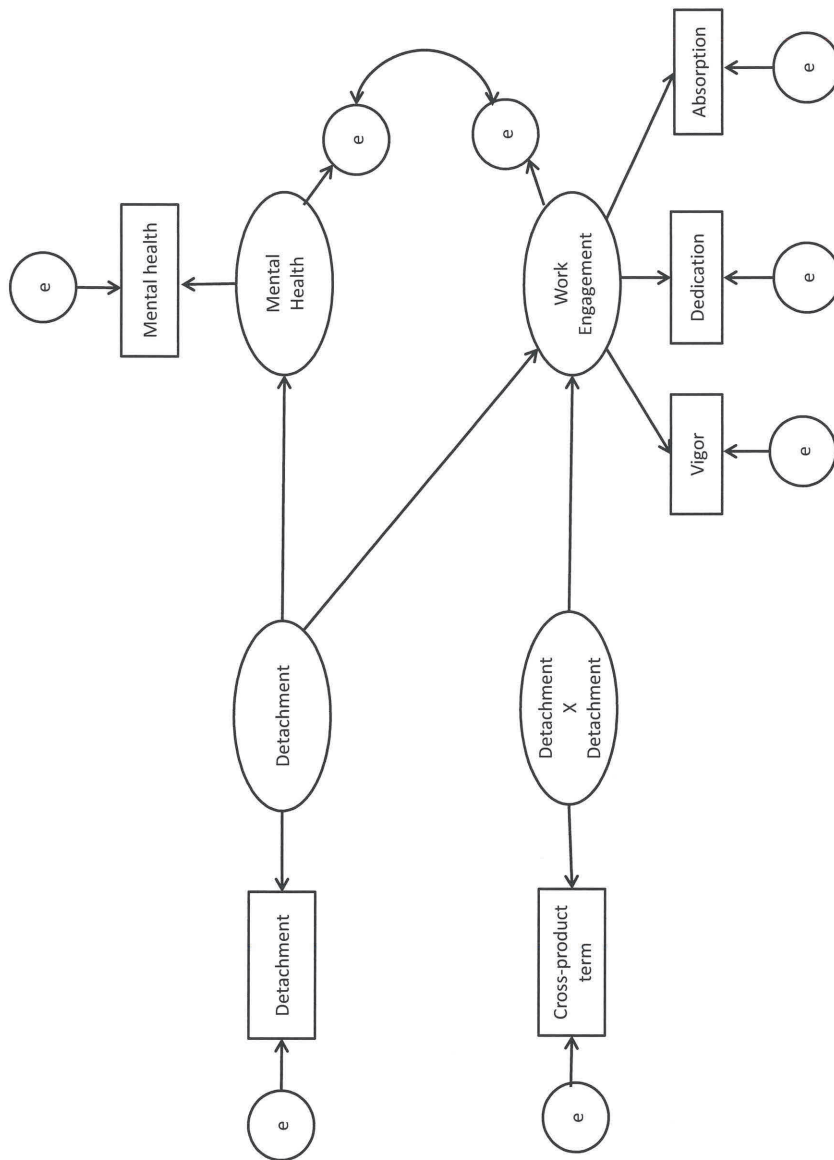 e
Mental health
Mental
Health
e
e
Work
Engagement
Absorption
e
Dedication
e
Vigor
e
Detachment
Detachment
X
Detachment
Detachment
e
Cross-product
term
e